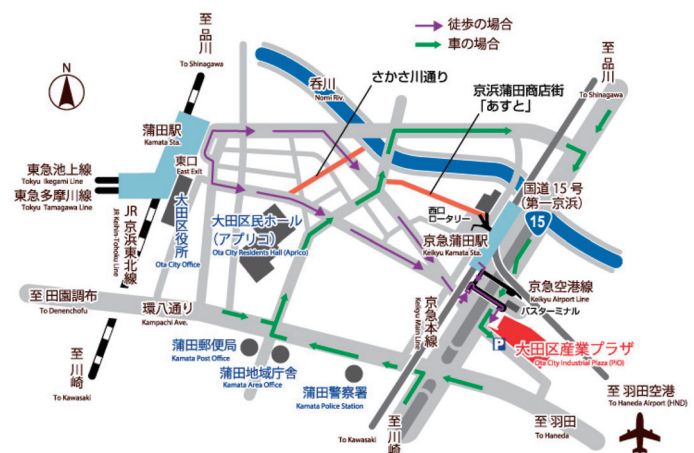 徒歩の場合
車の場合
N
至品川
To Shinagawa
さかさ川通り
呑川
Nomi Riv.
京浜蒲田商店街
「あすと」
至品川
To Shinagawa
蒲田駅
Kamata Sta.
東口
East Exit
東急池上線
Tokyu Ikegami Line
東急多摩川線
Tokyu Tamagawa Line
JR京浜東北線
JR Keihin-Tohoku Line
大田区役所
Ota City Office
大田区民ホール
（アプリコ）
Ota City Residents Hall (Aprico)
西口
ロータリー
国道15号
（第一京浜）
15
京急蒲田駅
Keikyu Kamata Sta.
京急空港線
Keikyu Airport Line
バスターミナル
京急本線
Keikyu Main Line
至田園調布
To Denenchofu
環八通り
Kampachi Ave.
蒲田郵便局
Kamata Post Office
蒲田地域庁舎
Kamata Area Office
蒲田警察署
Kamata Police Station
P
大田区産業プラザ
Ota City Industrial Plaza (PiO)
至川崎
To Kawasaki
To Kawasaki
至川崎
至羽田
To Haneda
至羽田空港
To Haneda Airport (HND)